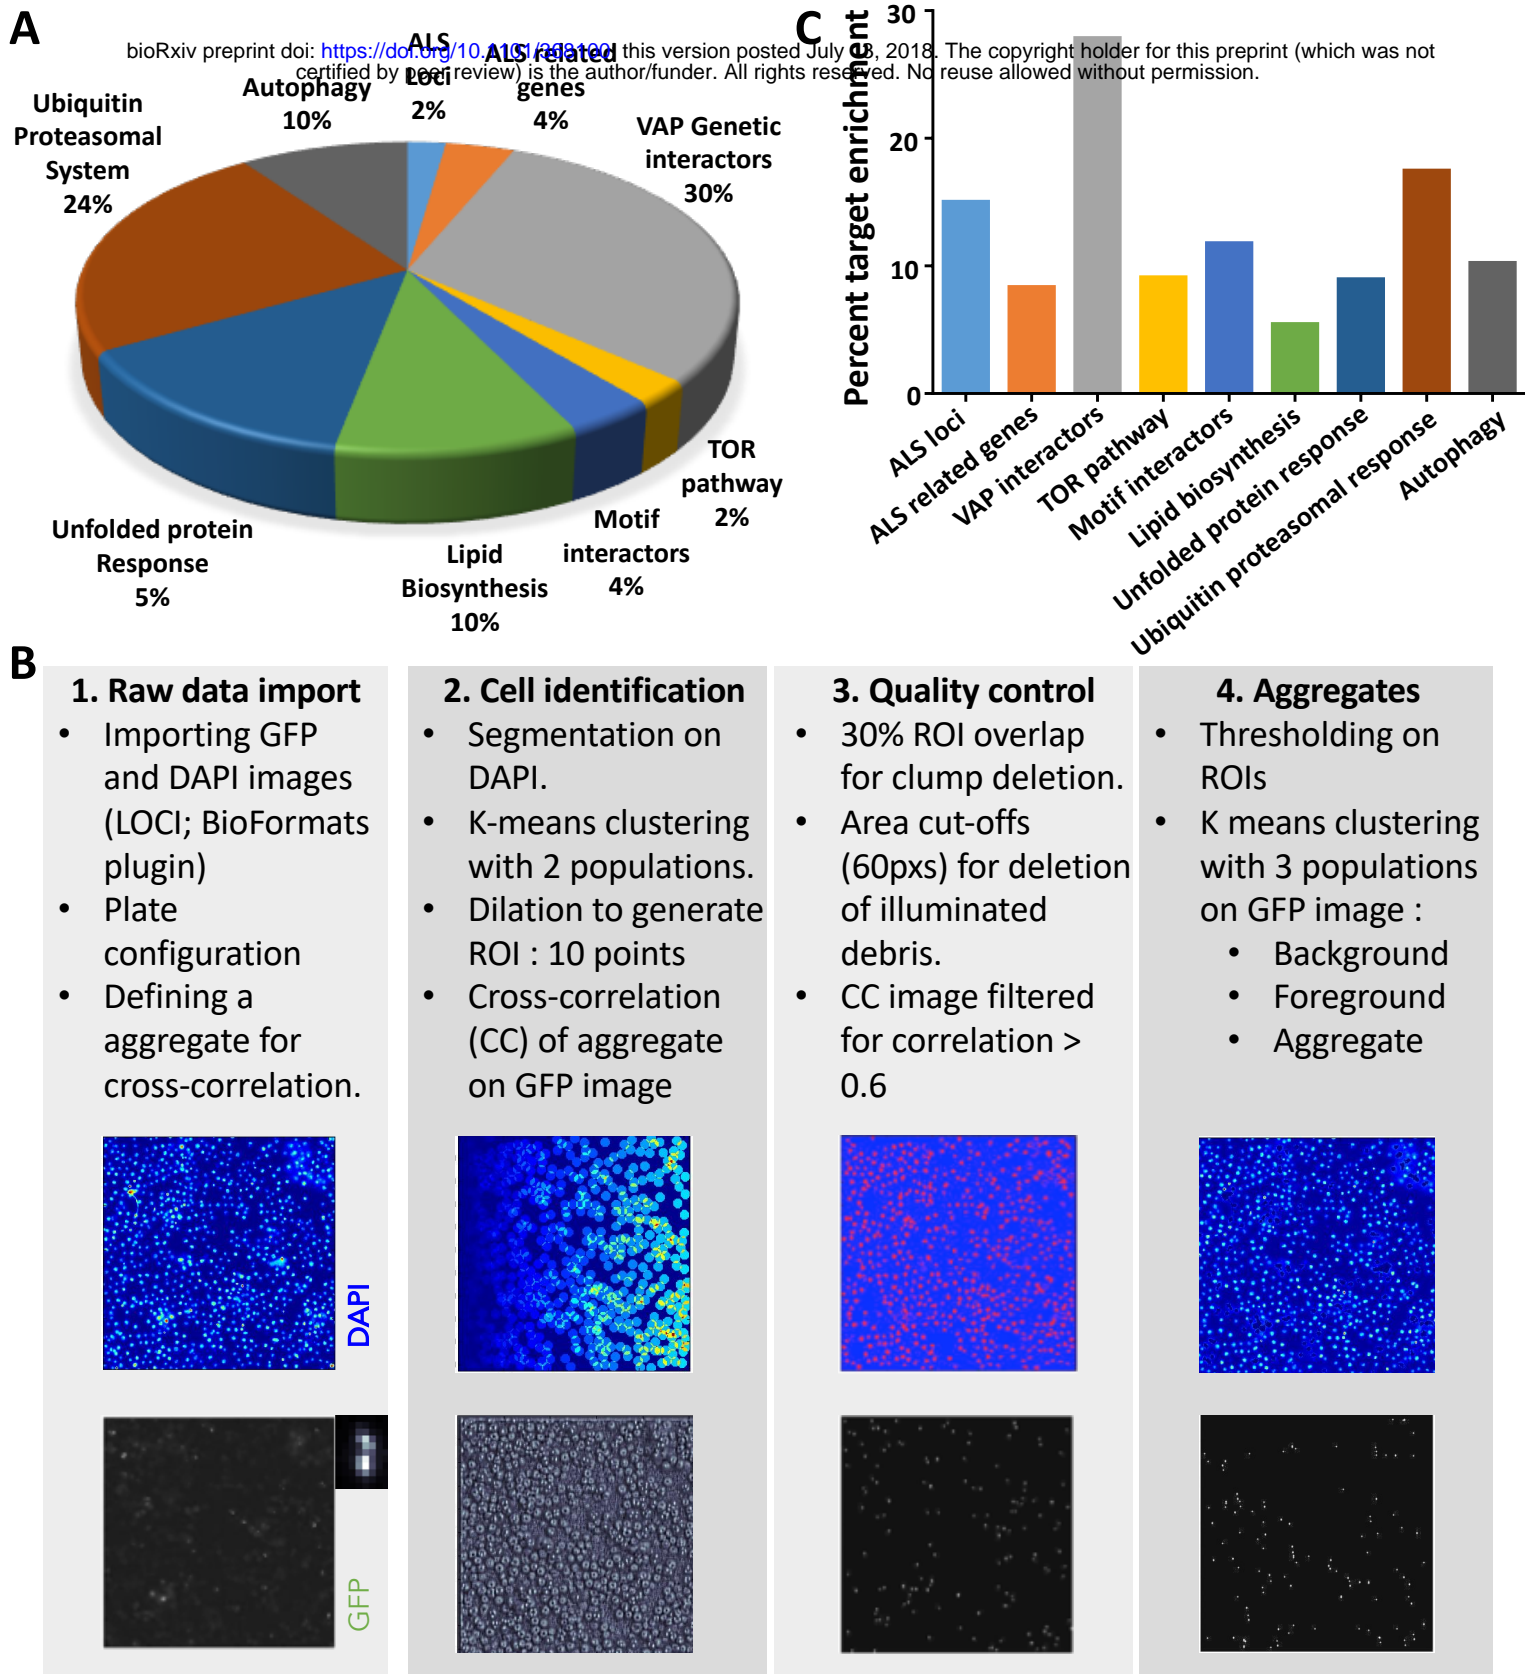 A
C
bioRxiv preprint doi: https://doi.org/10.1101/368100; this version posted July 13, 2018. The copyright holder for this preprint (which was not
certified by peer review) is the author/funder. All rights reserved. No reuse allowed without permission.
Ubiquitin
Proteasomal
System
24%
Autophagy
10%
ALS
Loci
2%
ALS related
genes
4%
VAP Genetic
interactors
30%
TOR
pathway
2%
Motif
interactors
4%
Lipid
Biosynthesis
10%
Unfolded protein
Response
5%
Percent target enrichment
30
20
10
0
ALS loci
ALS related genes
VAP interactors
TOR pathway
Motif interactors
Lipid biosynthesis
Unfolded protein response
Ubiquitin proteasomal response
Autophagy
B
1. Raw data import
• Importing GFP
and DAPI images
(LOCI; BioFormats
plugin)
• Plate
configuration
• Defining a
aggregate for
cross-correlation.
DAPI
GFP
2. Cell identification
• Segmentation on
DAPI.
• K-means clustering
with 2 populations.
• Dilation to generate
ROI : 10 points
• Cross-correlation
(CC) of aggregate
on GFP image
3. Quality control
• 30% ROI overlap
for clump deletion.
• Area cut-offs
(60pxs) for deletion
of illuminated
debris.
• CC image filtered
for correlation >
0.6
4. Aggregates
• Thresholding on
ROIs
• K means clustering
with 3 populations
on GFP image :
• Background
• Foreground
• Aggregate